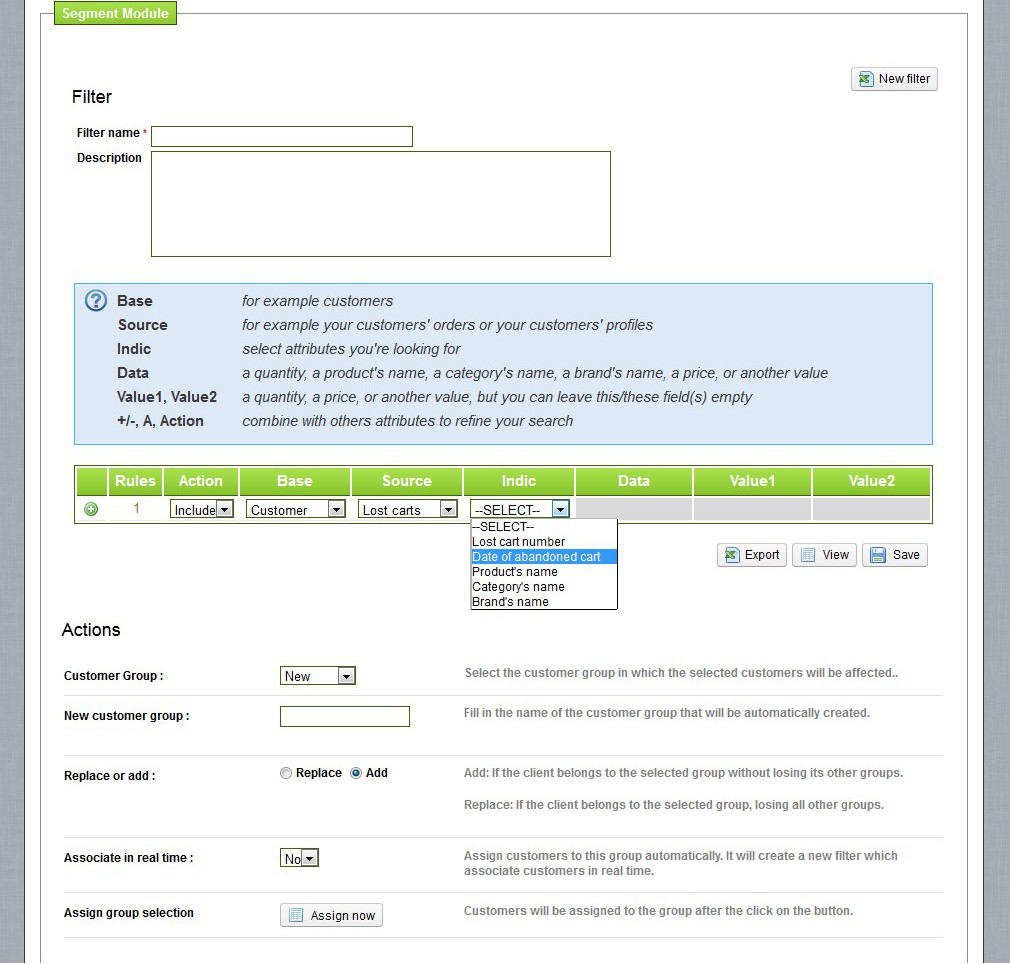 Segment Module
New filter
Filter
Filter name *
Description
Base for example customers
Source for example your customers' orders or your customers' profiles
Indic select attributes you're looking for
Data a quantity, a product's name, a category's name, a brand's name, a price, or another value
Value1, Value2 a quantity, a price, or another value, but you can leave this/these field(s) empty
+/-, A, Action combine with others attributes to refine your search
Rules Action Base Source Indic Data Value1 Value2
1 Include Customer Lost carts --SELECT--
--SELECT--
Lost cart number
Date of abandoned cart
Product's name
Category's name
Brand's name
Export View Save
Actions
Customer Group : New Select the customer group in which the selected customers will be affected..
New customer group : Fill in the name of the customer group that will be automatically created.
Replace or add : Replace Add Add: If the client belongs to the selected group without losing its other groups.
Replace: If the client belongs to the selected group, losing all other groups.
Associate in real time : No Assign customers to this group automatically. It will create a new filter which
associate customers in real time.
Assign group selection Assign now Customers will be assigned to the group after the click on the button.